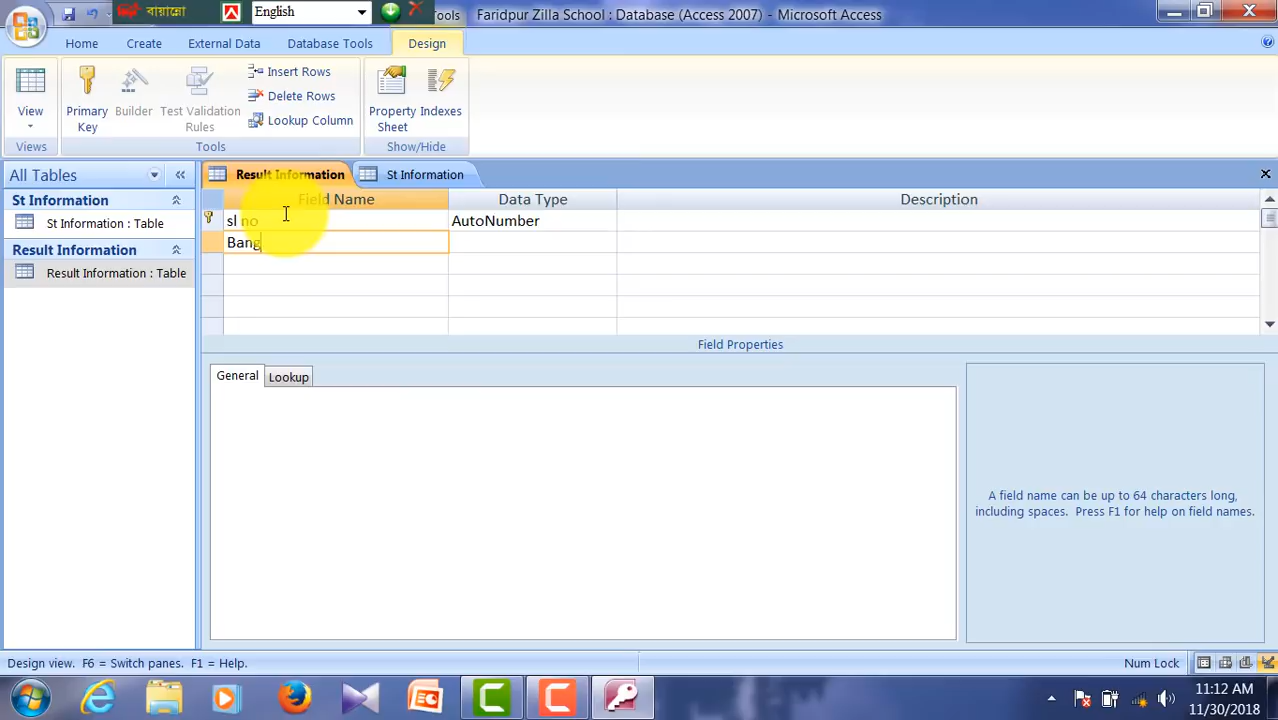 বায়ান্নো English Tools Faridpur Zilla School : Database (Access 2007) - Microsoft Access
Home Create External Data Database Tools Design
View Primary Key Builder Test Validation Rules Insert Rows Delete Rows Lookup Column Property Sheet Indexes
Views Tools Show/Hide
All Tables Result Information St Information
Field Name Data Type Description
St Information
sl no AutoNumber
St Information : Table
Bang
Result Information
Result Information : Table
Field Properties
General Lookup
A field name can be up to 64 characters long,
including spaces. Press F1 for help on field names.
Design view. F6 = Switch panes. F1 = Help. Num Lock
11:12 AM
11/30/2018